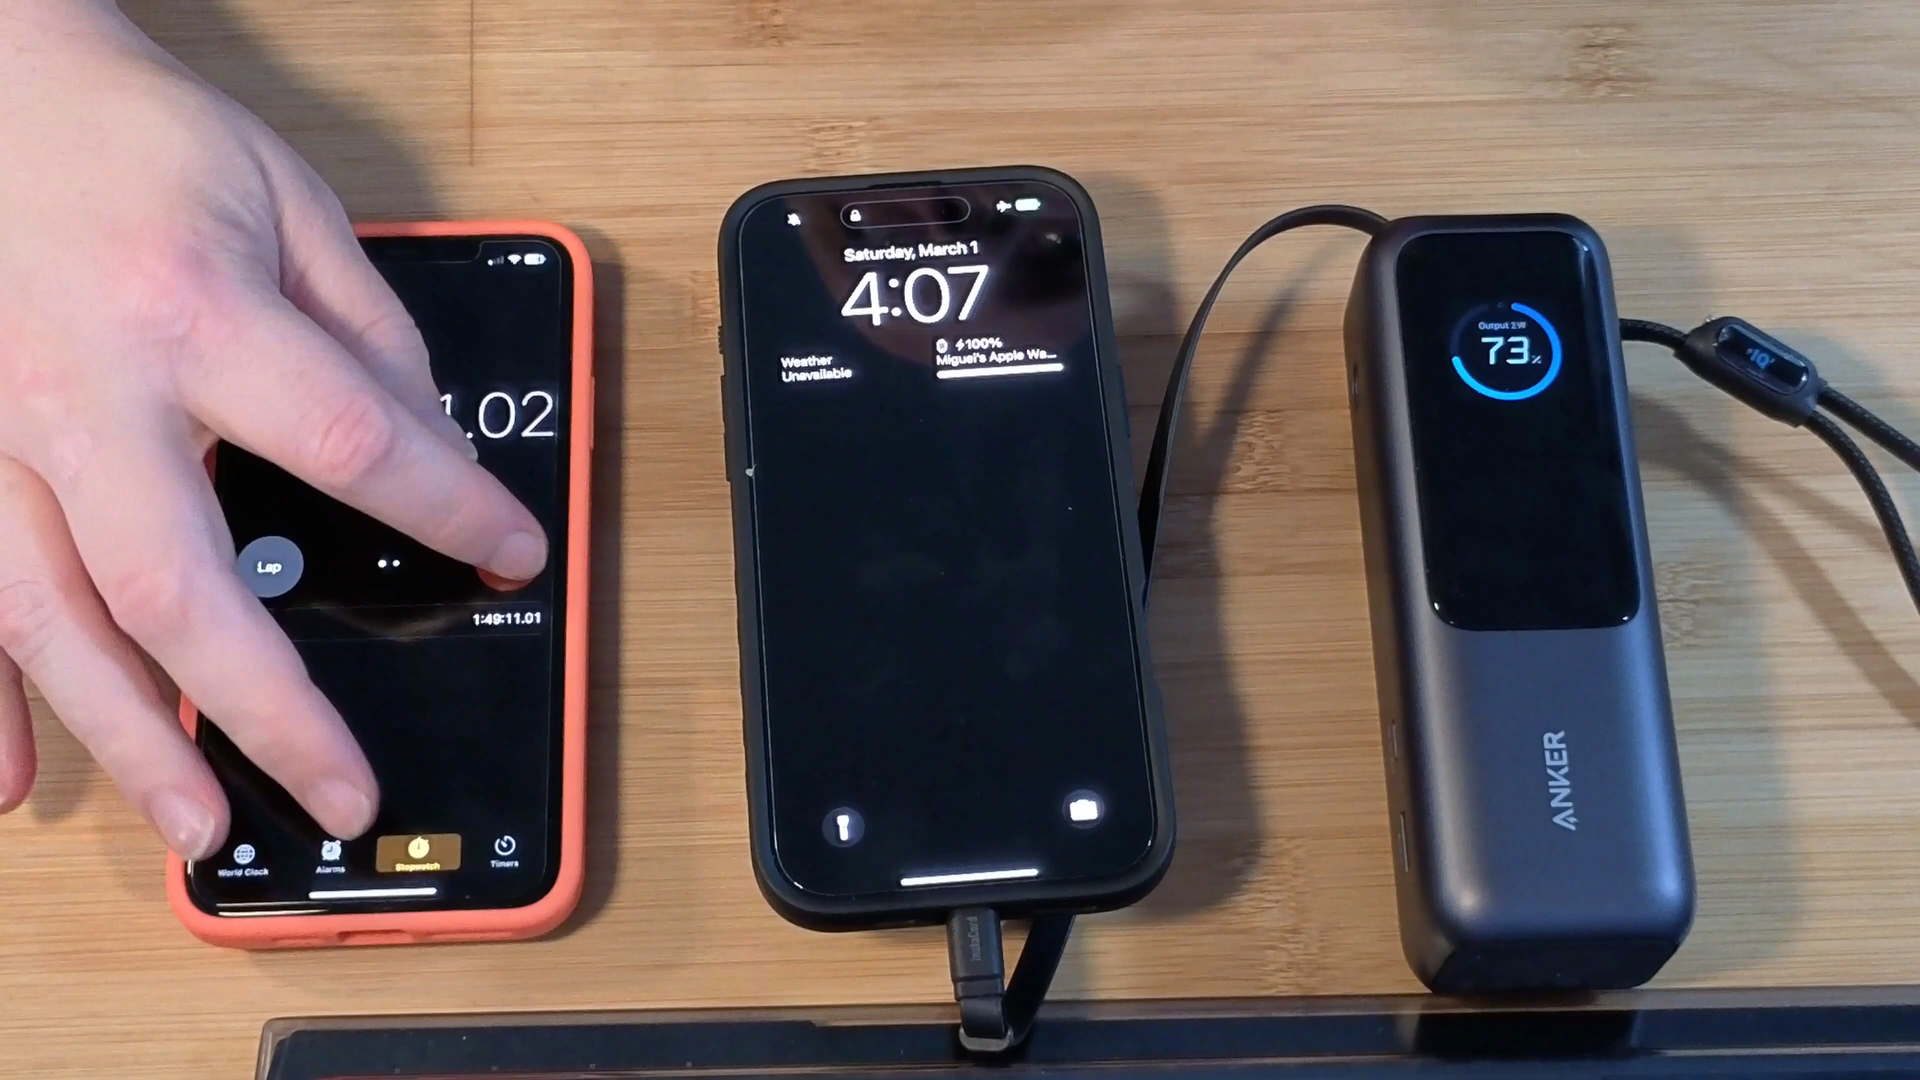 1.02
Lap
1:49:11.01
World Clock
Alarms
Stopwatch
Timers
Saturday, March 1
4:07
Weather
Unavailable
100%
Miguel's Apple Wa...
InstaCord
Output 2W
73%
ANKER